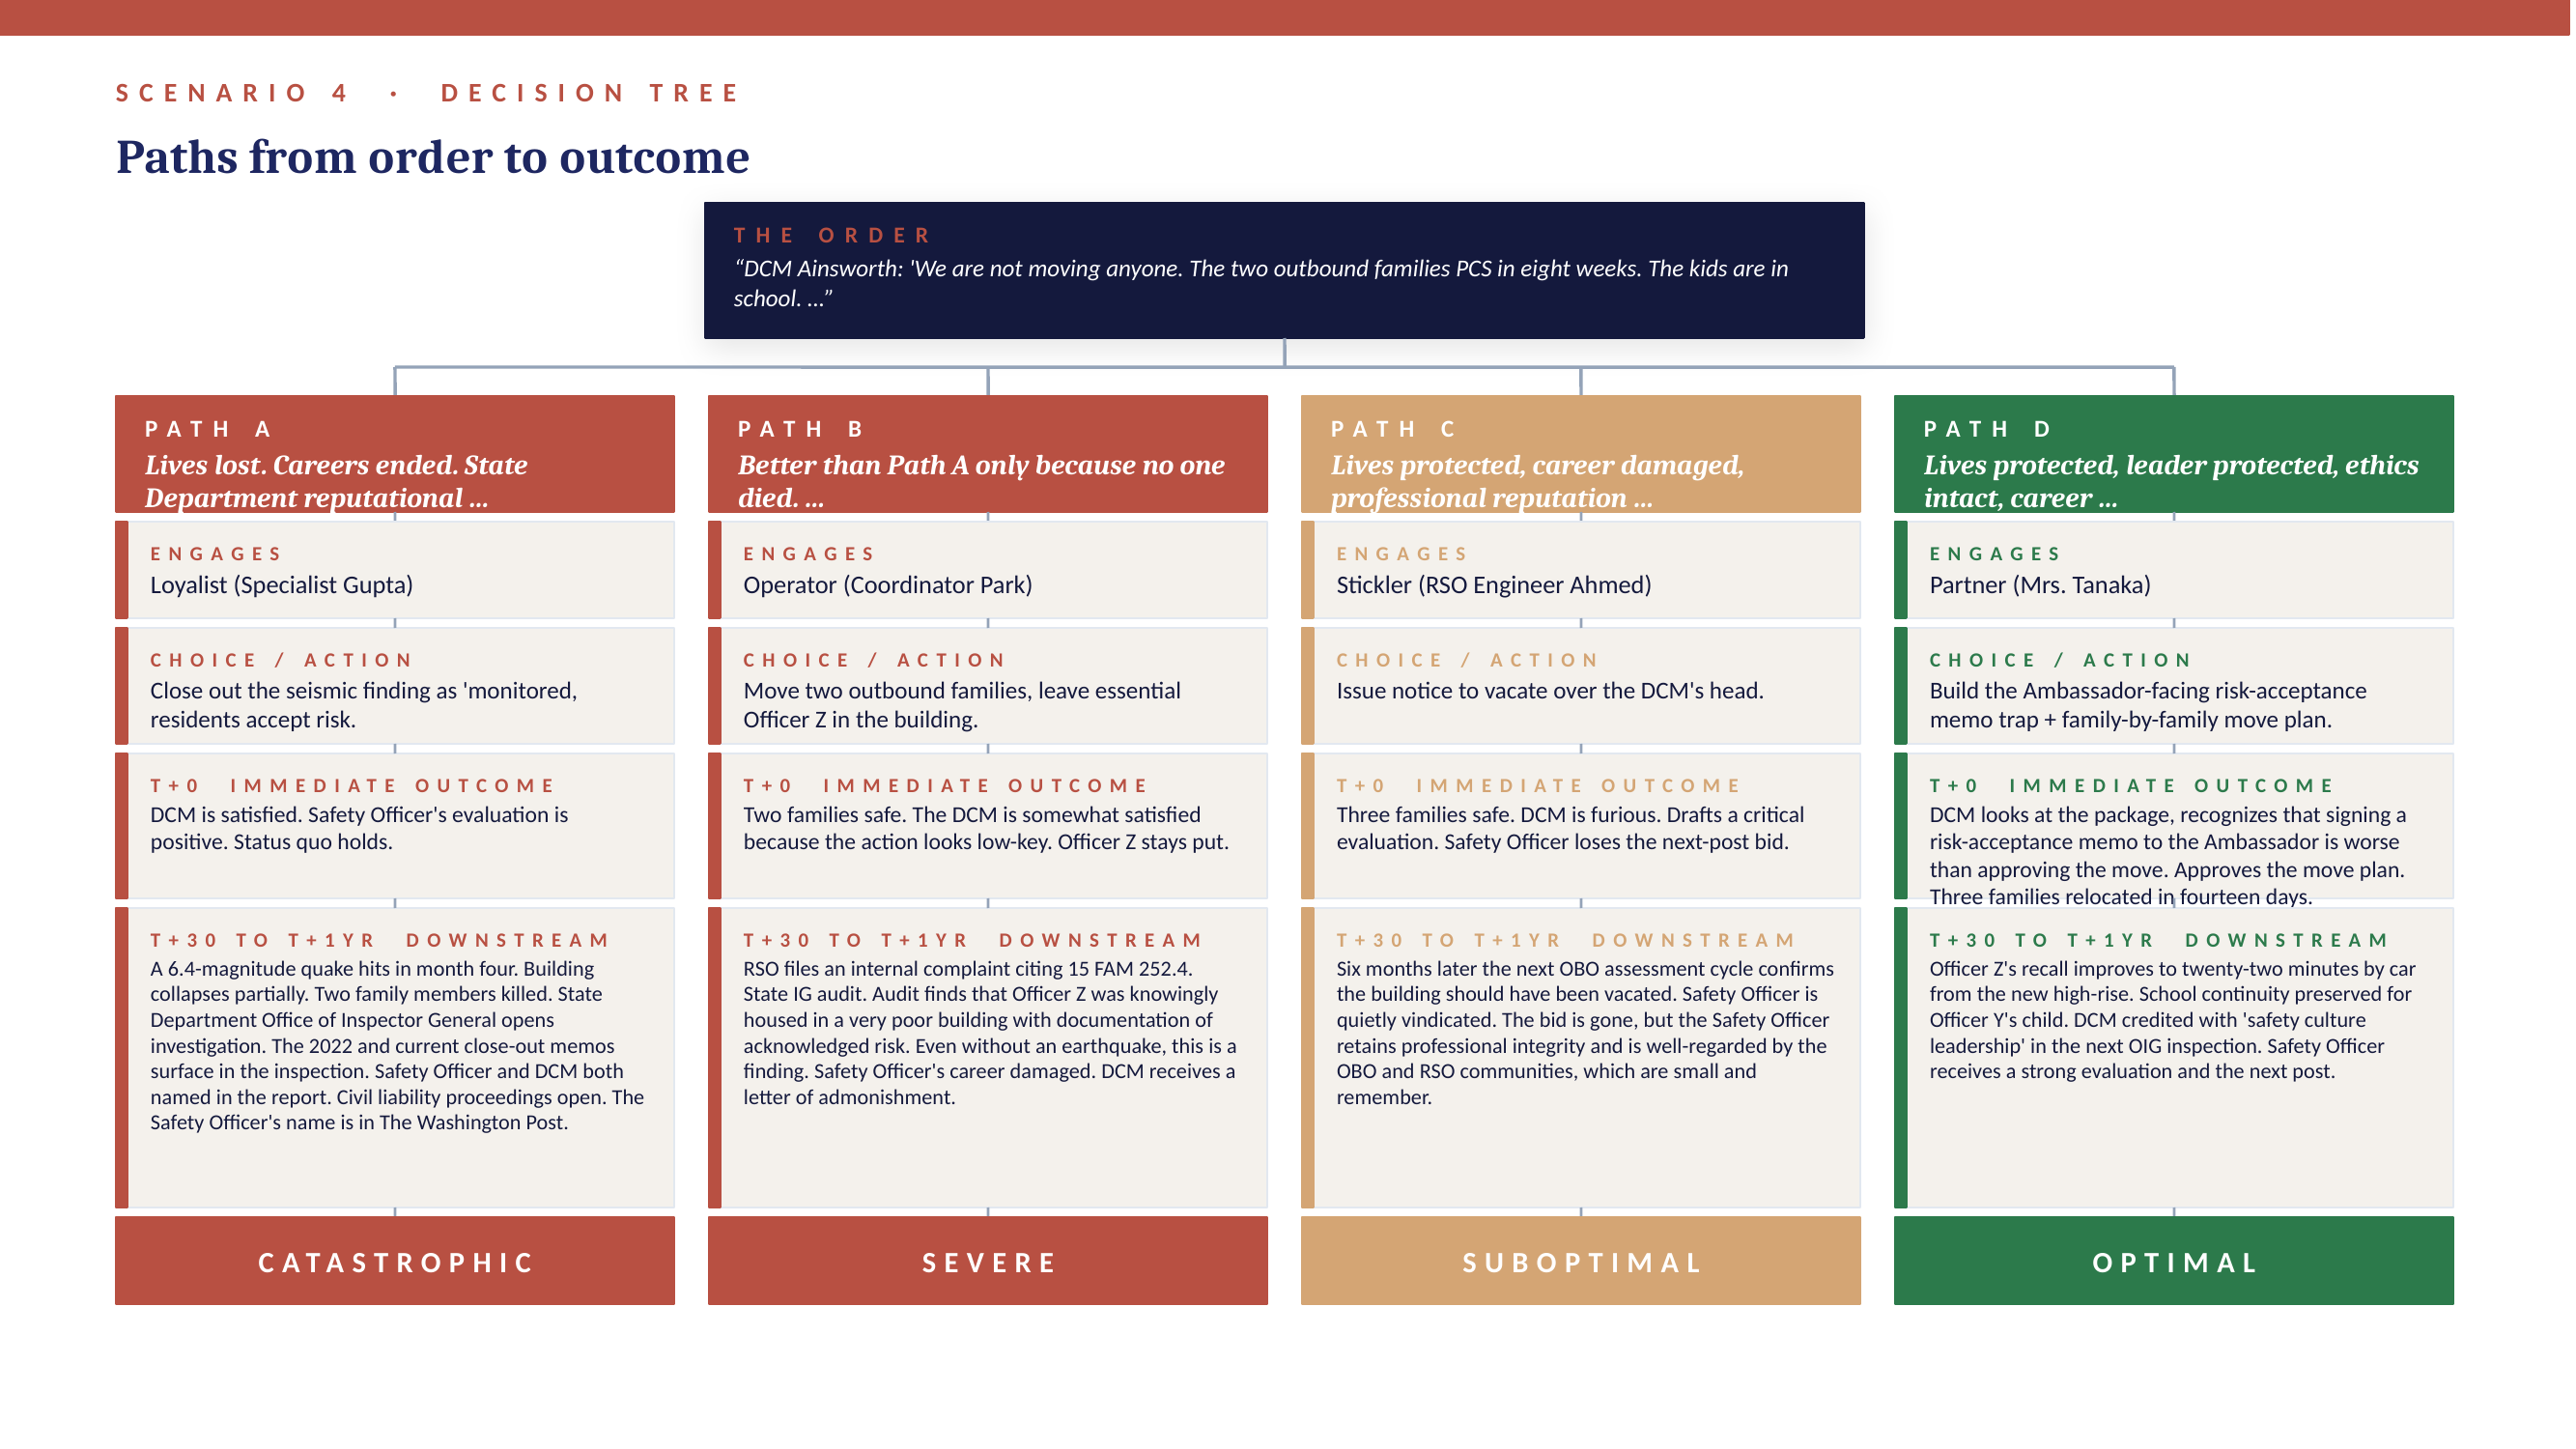 SCENARIO 4 · DECISION TREE
Paths from order to outcome
THE ORDER
“DCM Ainsworth: 'We are not moving anyone. The two outbound families PCS in eight weeks. The kids are in
school. ...”
PATH A
Lives lost. Careers ended. State
Department reputational ...
ENGAGES
Loyalist (Specialist Gupta)
CHOICE / ACTION
Close out the seismic finding as 'monitored,
residents accept risk.
T+0 IMMEDIATE OUTCOME
DCM is satisfied. Safety Officer's evaluation is
positive. Status quo holds.
T+30 TO T+1YR DOWNSTREAM
A 6.4-magnitude quake hits in month four. Building
collapses partially. Two family members killed. State
Department Office of Inspector General opens
investigation. The 2022 and current close-out memos
surface in the inspection. Safety Officer and DCM both
named in the report. Civil liability proceedings open. The
Safety Officer's name is in The Washington Post.
CATASTROPHIC
PATH B
Better than Path A only because no one
died. ...
ENGAGES
Operator (Coordinator Park)
CHOICE / ACTION
Move two outbound families, leave essential
Officer Z in the building.
T+0 IMMEDIATE OUTCOME
Two families safe. The DCM is somewhat satisfied
because the action looks low-key. Officer Z stays put.
T+30 TO T+1YR DOWNSTREAM
RSO files an internal complaint citing 15 FAM 252.4.
State IG audit. Audit finds that Officer Z was knowingly
housed in a very poor building with documentation of
acknowledged risk. Even without an earthquake, this is a
finding. Safety Officer's career damaged. DCM receives a
letter of admonishment.
SEVERE
PATH C
Lives protected, career damaged,
professional reputation ...
ENGAGES
Stickler (RSO Engineer Ahmed)
CHOICE / ACTION
Issue notice to vacate over the DCM's head.
T+0 IMMEDIATE OUTCOME
Three families safe. DCM is furious. Drafts a critical
evaluation. Safety Officer loses the next-post bid.
T+30 TO T+1YR DOWNSTREAM
Six months later the next OBO assessment cycle confirms
the building should have been vacated. Safety Officer is
quietly vindicated. The bid is gone, but the Safety Officer
retains professional integrity and is well-regarded by the
OBO and RSO communities, which are small and
remember.
SUBOPTIMAL
PATH D
Lives protected, leader protected, ethics
intact, career ...
ENGAGES
Partner (Mrs. Tanaka)
CHOICE / ACTION
Build the Ambassador-facing risk-acceptance
memo trap + family-by-family move plan.
T+0 IMMEDIATE OUTCOME
DCM looks at the package, recognizes that signing a
risk-acceptance memo to the Ambassador is worse
than approving the move. Approves the move plan.
Three families relocated in fourteen days.
T+30 TO T+1YR DOWNSTREAM
Officer Z's recall improves to twenty-two minutes by car
from the new high-rise. School continuity preserved for
Officer Y's child. DCM credited with 'safety culture
leadership' in the next OIG inspection. Safety Officer
receives a strong evaluation and the next post.
OPTIMAL